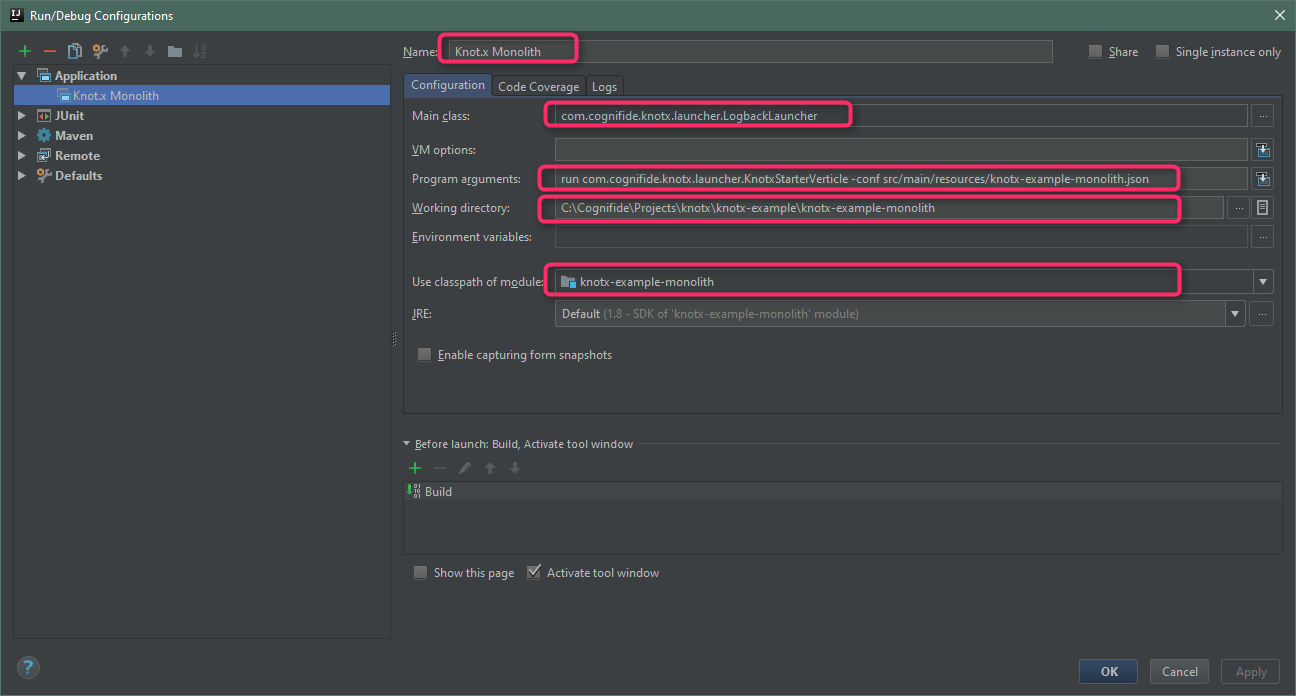 Run/Debug Configurations
Name: Knot.x Monolith
Share
Single instance only
Application
Knot.x Monolith
JUnit
Maven
Remote
Defaults
Configuration
Code Coverage
Logs
Main class: com.cognifide.knotx.launcher.LogbackLauncher
VM options:
Program arguments: run com.cognifide.knotx.launcher.KnotxStarterVerticle -conf src/main/resources/knotx-example-monolith.json
Working directory: C:\Cognifide\Projects\knotx\knotx-example\knotx-example-monolith
Environment variables:
Use classpath of module: knotx-example-monolith
JRE: Default (1.8 - SDK of 'knotx-example-monolith' module)
Enable capturing form snapshots
Before launch: Build, Activate tool window
Build
Show this page
Activate tool window
?
OK
Cancel
Apply